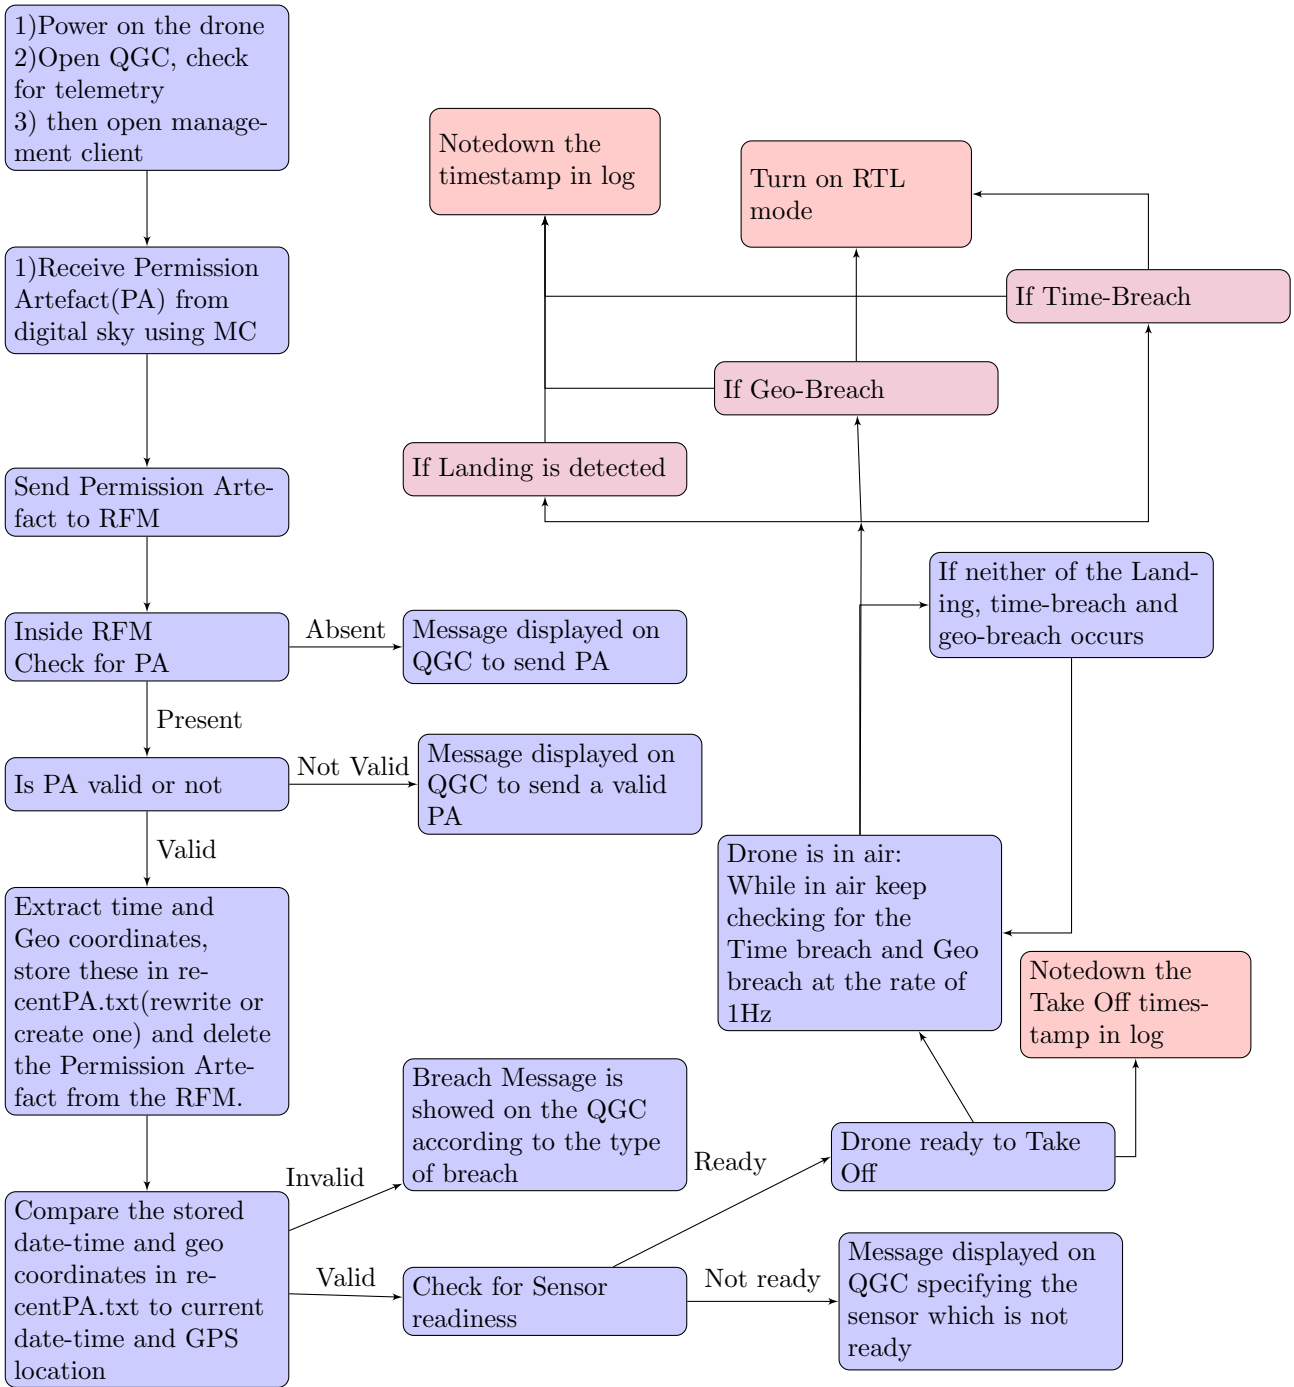 1)Power on the drone
2)Open QGC, check
for telemetry
3) then open manage-
ment client
1)Receive Permission
Artefact(PA) from
digital sky using MC
Send Permission Arte-
fact to RFM
Inside RFM
Check for PA
Absent
Message displayed on
QGC to send PA
Present
Is PA valid or not
Not Valid
Message displayed on
QGC to send a valid
PA
Valid
Extract time and
Geo coordinates,
store these in re-
centPA.txt(rewrite or
create one) and delete
the Permission Arte-
fact from the RFM.
Compare the stored
date-time and geo
coordinates in re-
centPA.txt to current
date-time and GPS
location
Invalid
Breach Message is
showed on the QGC
according to the type
of breach
Valid
Check for Sensor
readiness
Ready
Not ready
Message displayed on
QGC specifying the
sensor which is not
ready
Drone ready to Take
Off
Notedown the
Take Off times-
tamp in log
Drone is in air:
While in air keep
checking for the
Time breach and Geo
breach at the rate of
1Hz
If neither of the Land-
ing, time-breach and
geo-breach occurs
If Landing is detected
If Geo-Breach
If Time-Breach
Notedown the
timestamp in log
Turn on RTL
mode